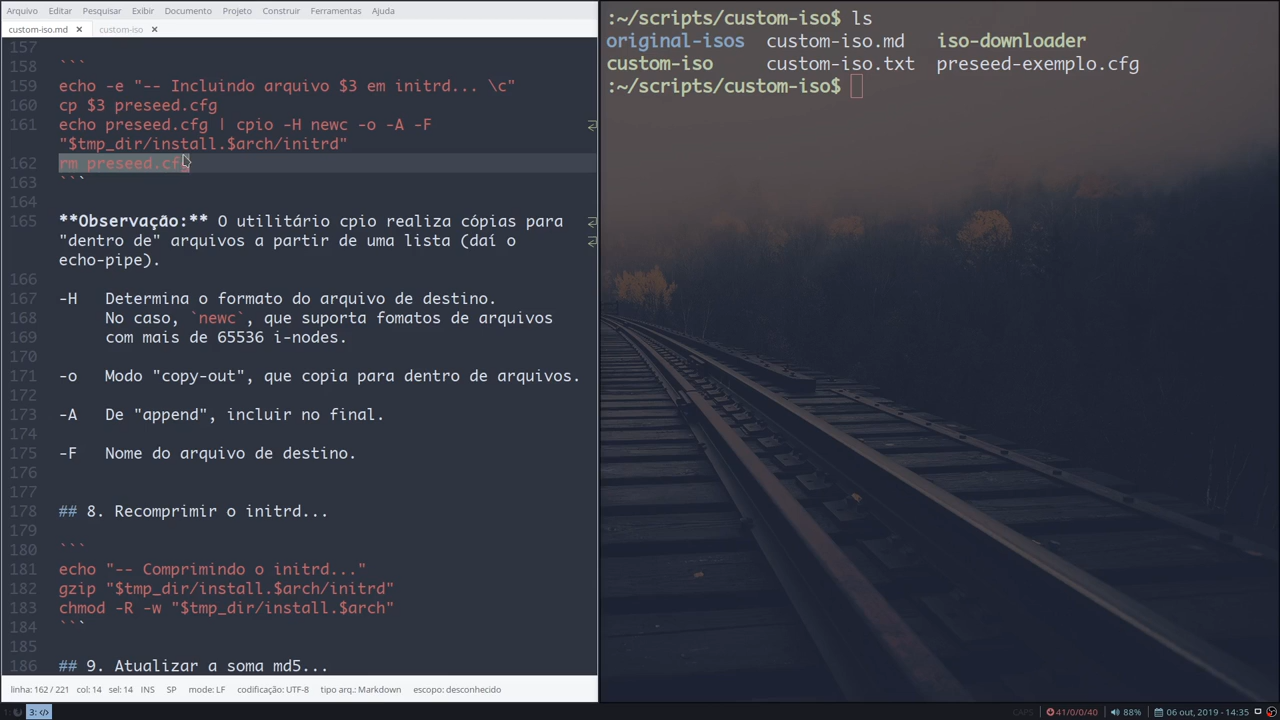 Arquivo Editar Pesquisar Exibir Documento Projeto Construir Ferramentas Ajuda
custom-iso.md × custom-iso ×
157
158 ```
159 echo -e "-- Incluindo arquivo $3 em initrd... \c"
160 cp $3 preseed.cfg
161 echo preseed.cfg | cpio -H newc -o -A -F
"$tmp_dir/install.$arch/initrd"
162 rm preseed.cf
163 ```
164
165 **Observação:** O utilitário cpio realiza cópias para
"dentro de" arquivos a partir de uma lista (daí o
echo-pipe).
166
167 -H Determina o formato do arquivo de destino.
168 No caso, `newc`, que suporta fomatos de arquivos
169 com mais de 65536 i-nodes.
170
171 -o Modo "copy-out", que copia para dentro de arquivos.
172
173 -A De "append", incluir no final.
174
175 -F Nome do arquivo de destino.
176
177
178 ## 8. Recomprimir o initrd...
179
180 ```
181 echo "-- Comprimindo o initrd..."
182 gzip "$tmp_dir/install.$arch/initrd"
183 chmod -R -w "$tmp_dir/install.$arch"
184 ```
185
186 ## 9. Atualizar a soma md5...
linha: 162 / 221 col: 14 sel: 14 INS SP mode: LF codificação: UTF-8 tipo arq.: Markdown escopo: desconhecido
:~/scripts/custom-iso$ ls
original-isos custom-iso.md iso-downloader
custom-iso custom-iso.txt preseed-exemplo.cfg
:~/scripts/custom-iso$
1: 3: </> CAPS 41/0/0/40 88% 06 out, 2019 - 14:35